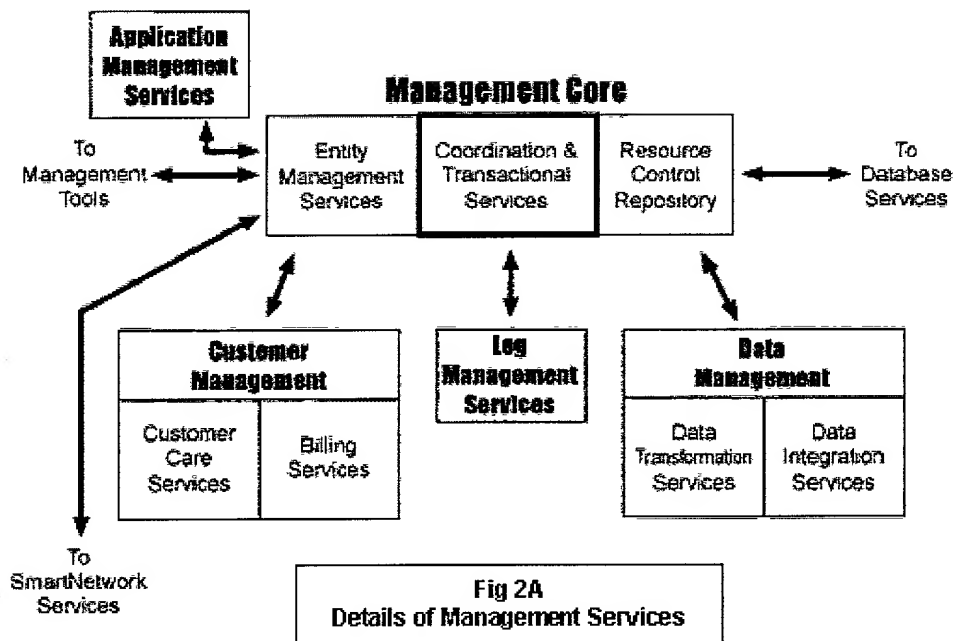 Application
Management
Services
Management Core
To
Management
Tools
Entity
Management
Services
Coordination &
Transactional
Services
Resource
Control
Repository
To
Database
Services
Customer
Management
Customer
Care
Services
Billing
Services
Log
Management
Services
Data
Management
Data
Transformation
Services
Data
Integration
Services
To
SmartNetwork
Services
Fig 2A
Details of Management Services